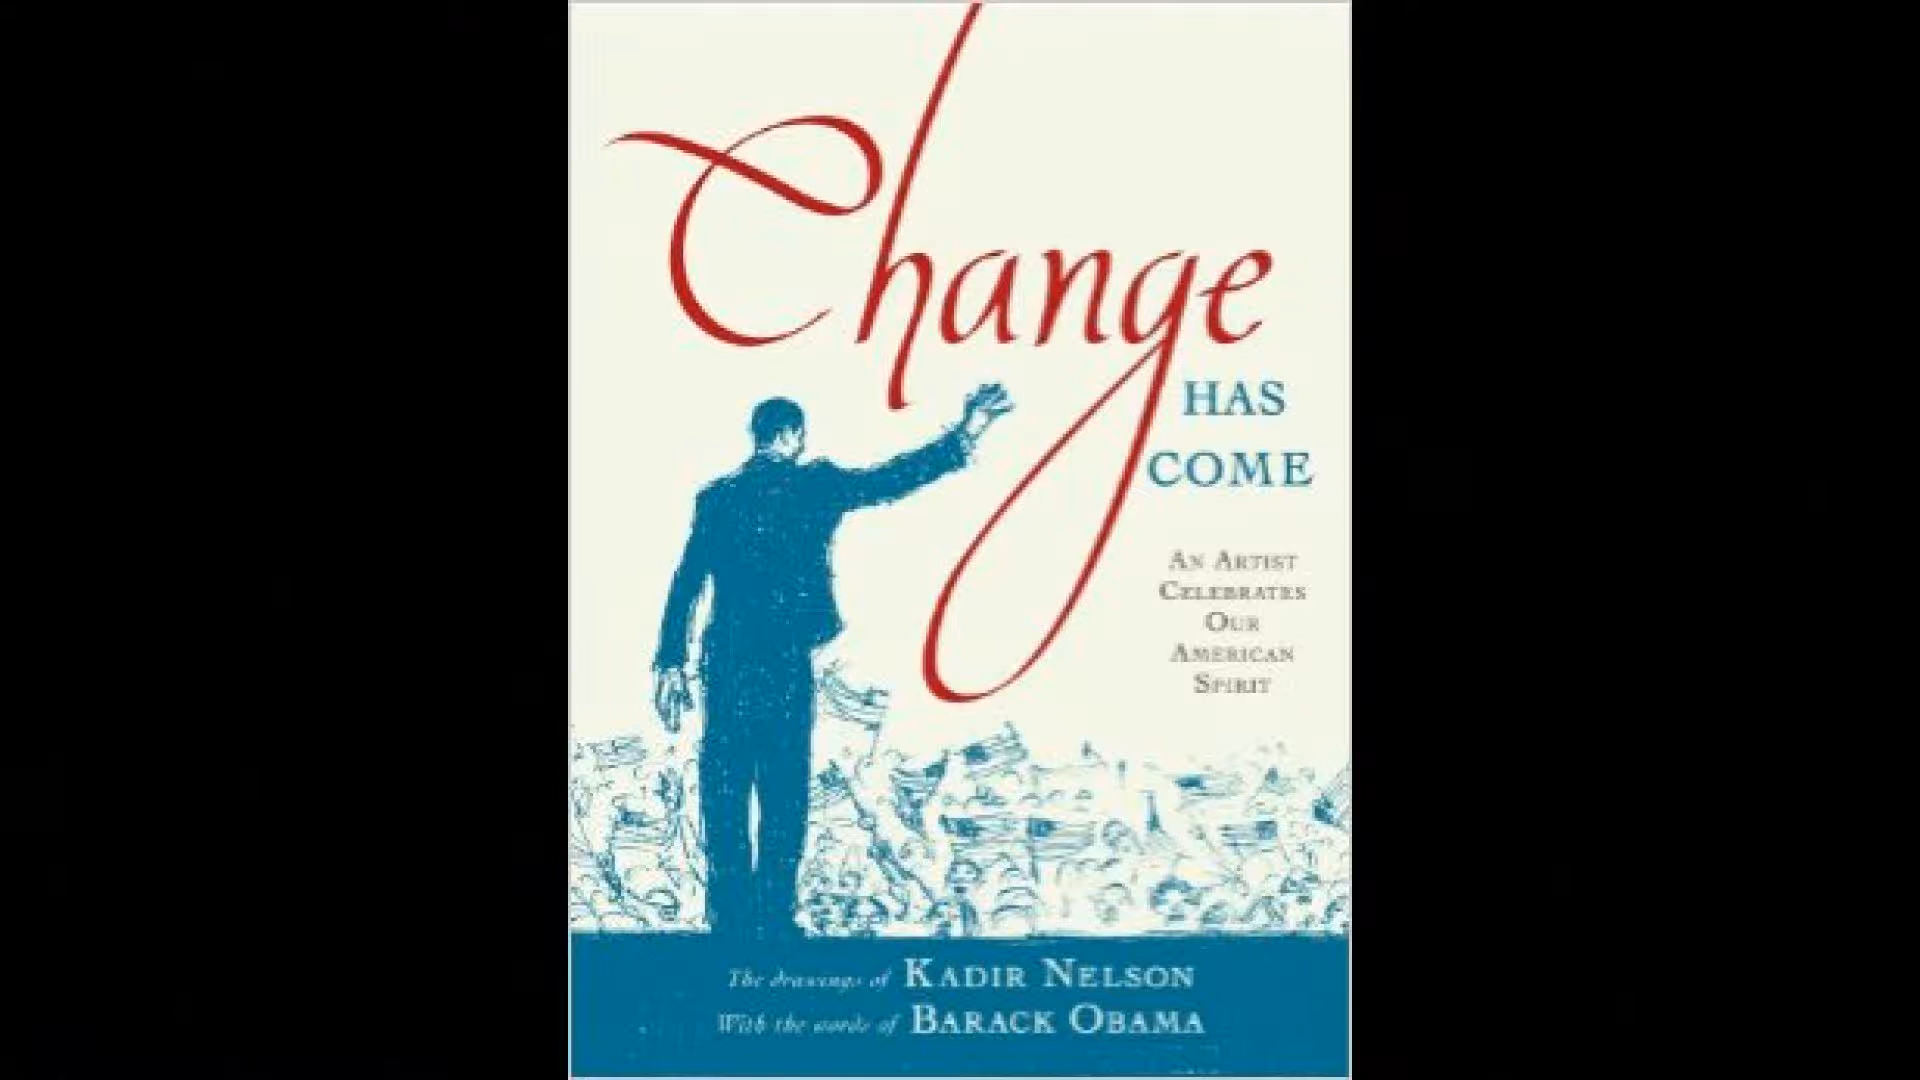 Change
HAS
COME
AN ARTIST
CELEBRATES
OUR
AMERICAN
SPIRIT
The drawings of KADIR NELSON
With the words of BARACK OBAMA